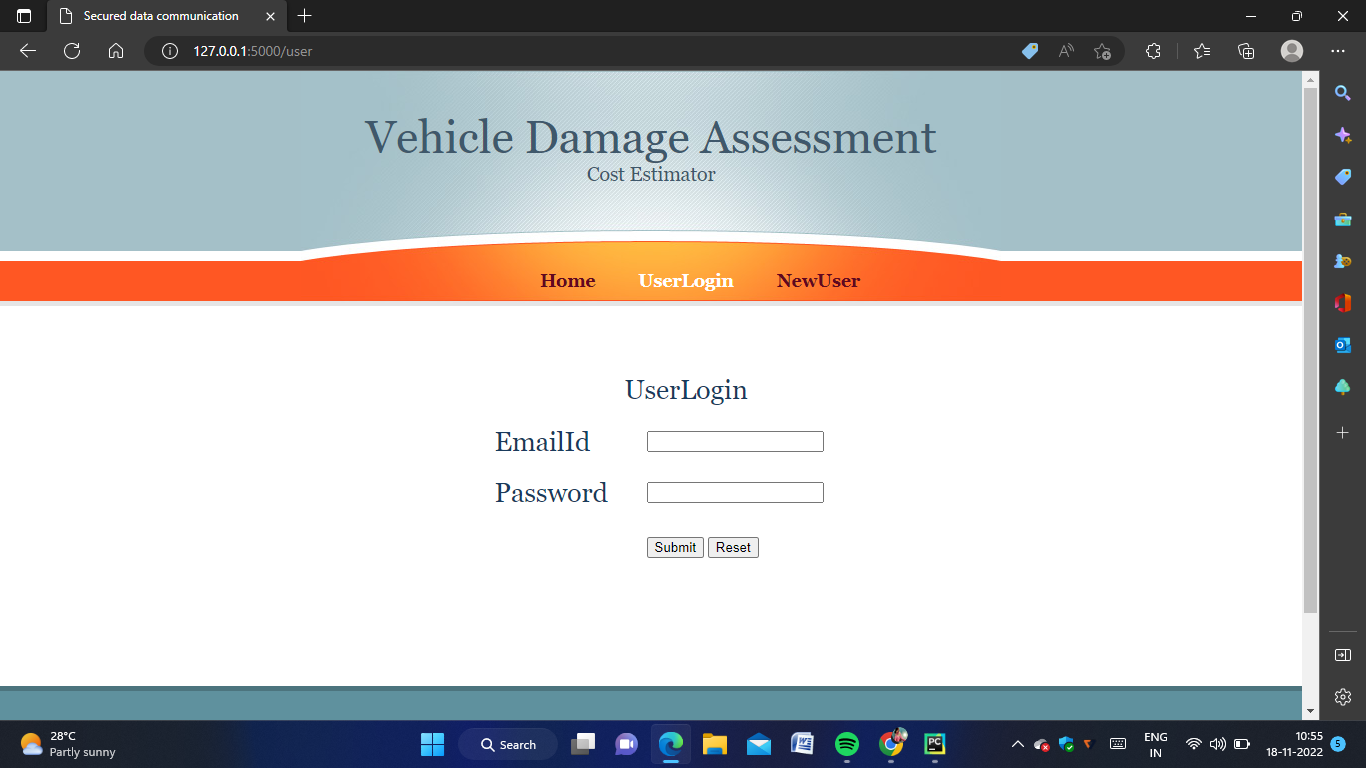 Secured data communication
127.0.0.1:5000/user
Vehicle Damage Assessment
Cost Estimator
Home UserLogin NewUser
UserLogin
EmailId
Password
Submit Reset
28°C
Partly sunny
Search
ENG
IN
10:55
18-11-2022
5